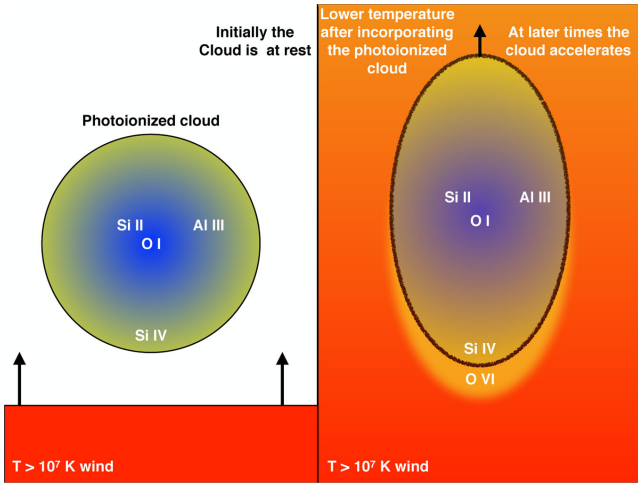 Initially the
Cloud is at rest
Photoionized cloud
Si II
Al III
O I
Si IV
T > 10⁷ K wind
Lower temperature
after incorporating
the photoionized
cloud
At later times the
cloud accelerates
Si II
Al III
O I
Si IV
O VI
T > 10⁷ K wind